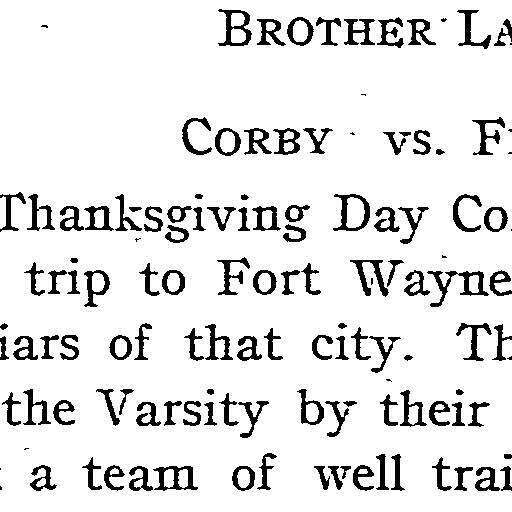 BROTHER LA
CORBY vs. F
Thanksgiving Day Co
trip to Fort Wayne
iars of that city. Th
the Varsity by their
a team of well trai